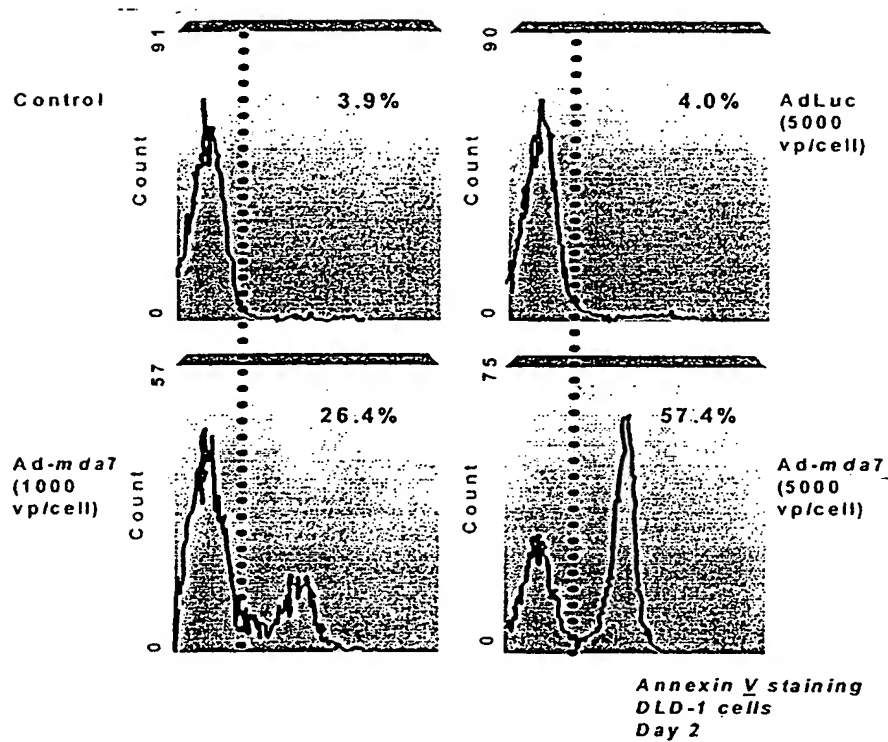 91
Control
3.9%
Count
0
90
4.0%
AdLuc
(5000
vp/cell)
Count
0
57
26.4%
Ad-mda7
(1000
vp/cell)
Count
0
75
57.4%
Ad-mda7
(5000
vp/cell)
Count
0
Annexin V staining
DLD-1 cells
Day 2